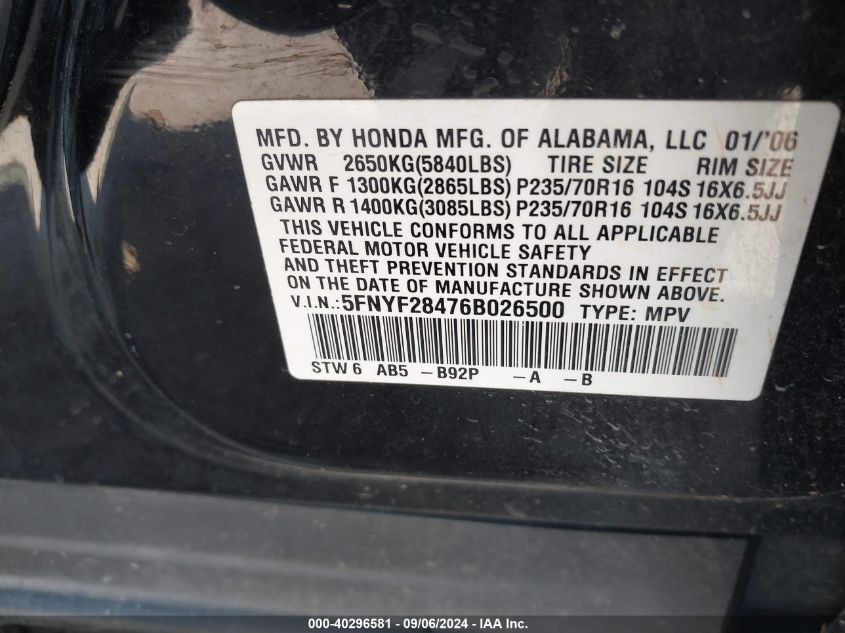 MFD. BY HONDA MFG. OF ALABAMA, LLC 01/'06
GVWR 2650KG(5840LBS) TIRE SIZE RIM SIZE
GAWR F 1300KG(2865LBS) P235/70R16 104S 16X6.5JJ
GAWR R 1400KG(3085LBS) P235/70R16 104S 16X6.5JJ
THIS VEHICLE CONFORMS TO ALL APPLICABLE
FEDERAL MOTOR VEHICLE SAFETY
AND THEFT PREVENTION STANDARDS IN EFFECT
ON THE DATE OF MANUFACTURE SHOWN ABOVE.
V.I.N.:5FNYF28476B026500 TYPE: MPV
STW 6 AB5 -B92P -A -B
000-40296581 - 09/06/2024 - IAA Inc.